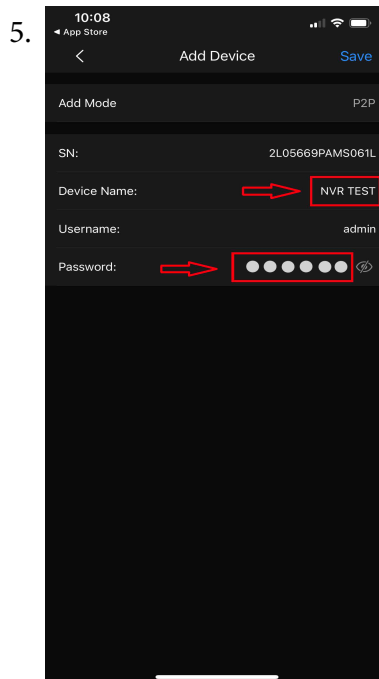 5.
10:08
◄ App Store
Add Device
Save
Add Mode P2P
SN: 2L05669PAMS061L
Device Name: NVR TEST
Username: admin
Password: ●●●●●●